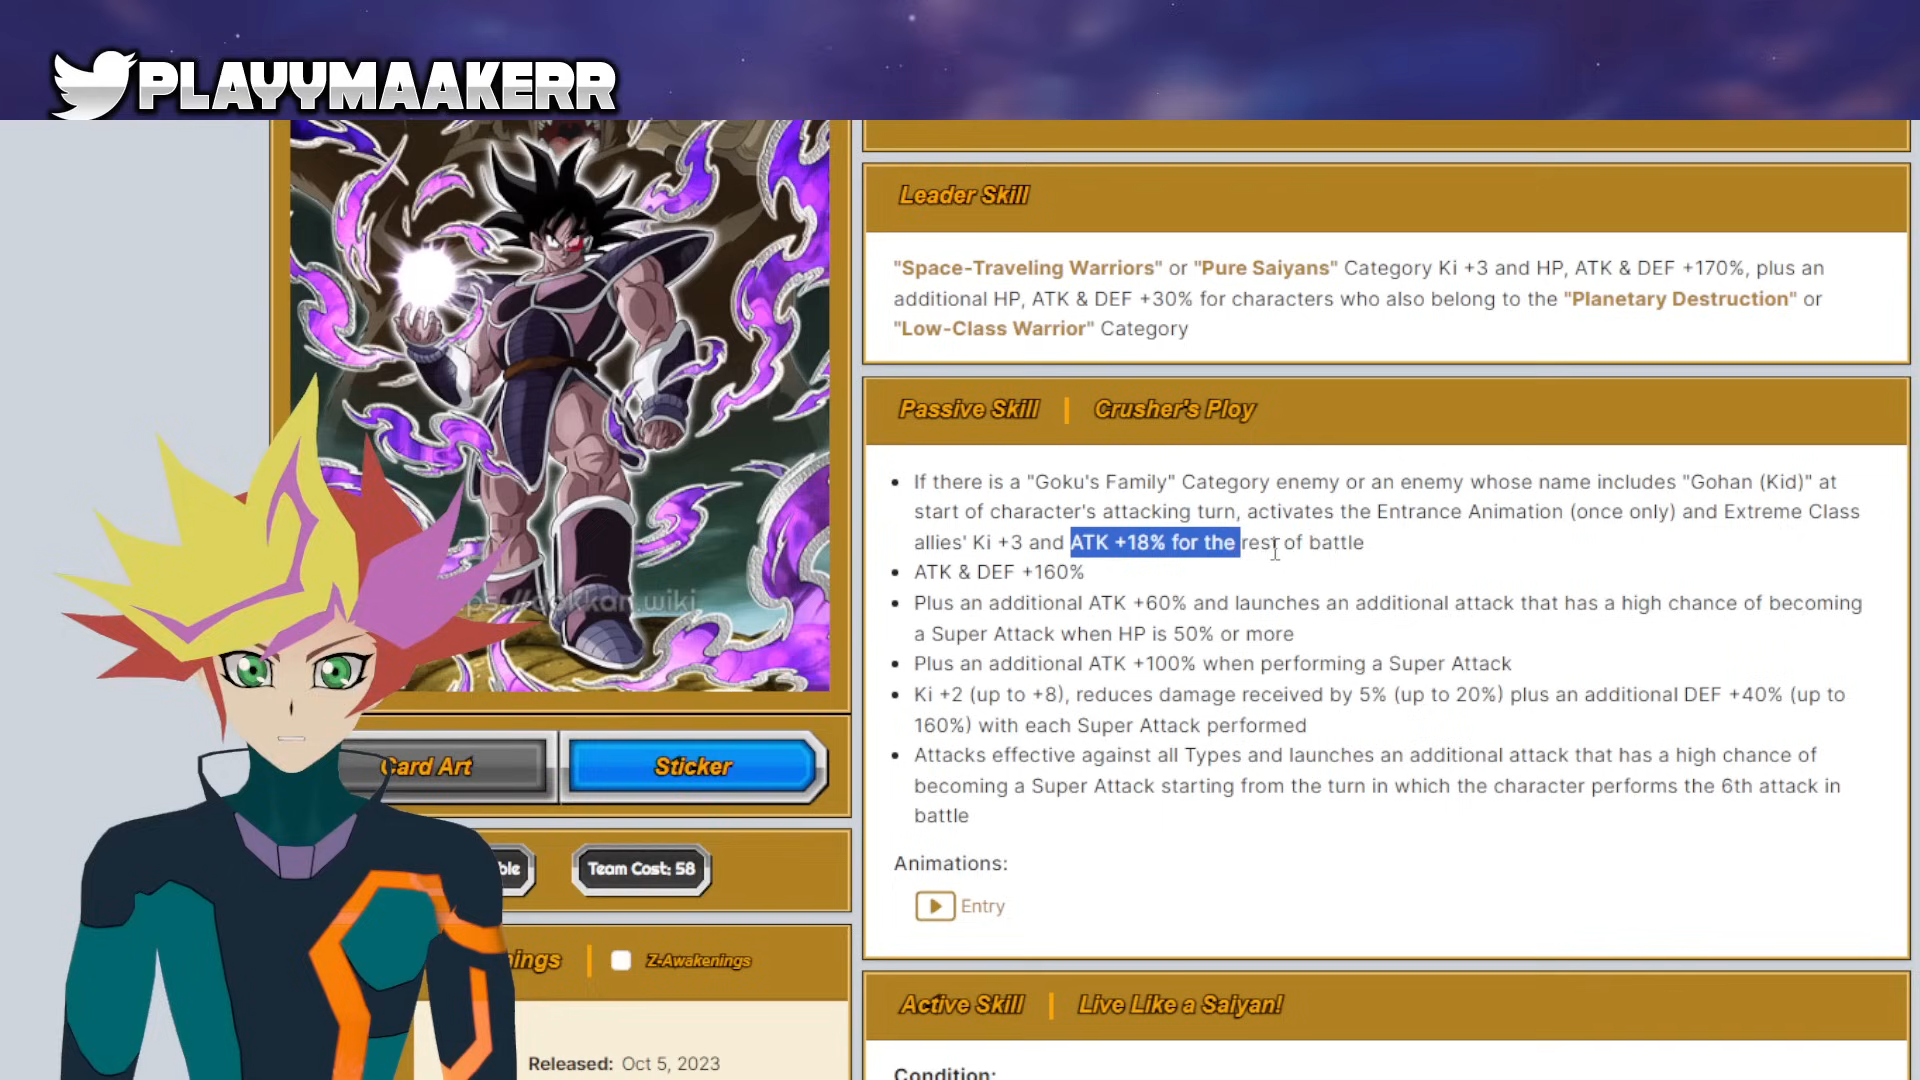 PLAYYMAAKERR
Leader Skill
"Space-Traveling Warriors" or "Pure Saiyans" Category Ki +3 and HP, ATK & DEF +170%, plus an
additional HP, ATK & DEF +30% for characters who also belong to the "Planetary Destruction" or
"Low-Class Warrior" Category
Passive Skill | Crusher's Ploy
If there is a "Goku's Family" Category enemy or an enemy whose name includes "Gohan (Kid)" at
start of character's attacking turn, activates the Entrance Animation (once only) and Extreme Class
allies' Ki +3 and ATK +18% for the rest of battle
ATK & DEF +160%
Plus an additional ATK +60% and launches an additional attack that has a high chance of becoming
a Super Attack when HP is 50% or more
Plus an additional ATK +100% when performing a Super Attack
Ki +2 (up to +8), reduces damage received by 5% (up to 20%) plus an additional DEF +40% (up to
160%) with each Super Attack performed
Attacks effective against all Types and launches an additional attack that has a high chance of
becoming a Super Attack starting from the turn in which the character performs the 6th attack in
battle
Animations:
Entry
Active Skill | Live Like a Saiyan!
Condition:
Card Art
Sticker
Team Cost: 58
Z-Awakenings
Released: Oct 5, 2023